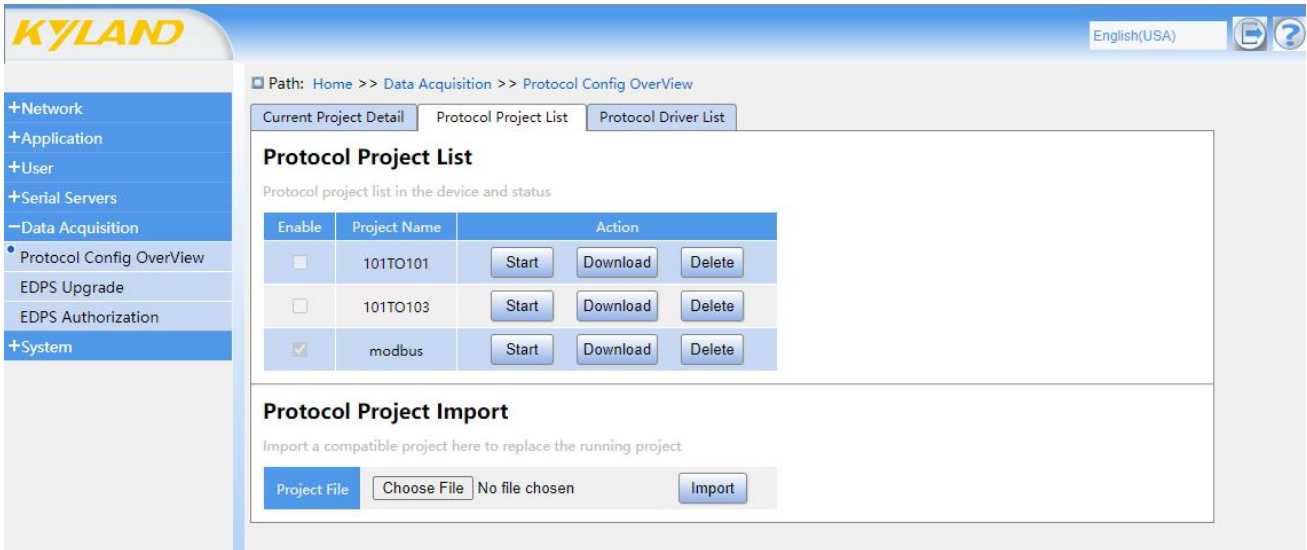 KYLAND
English(USA)
Path: Home >> Data Acquisition >> Protocol Config OverView
+Network
+Application
+User
+Serial Servers
−Data Acquisition
Protocol Config OverView
EDPS Upgrade
EDPS Authorization
+System
Current Project Detail Protocol Project List Protocol Driver List
Protocol Project List
Protocol project list in the device and status
Enable Project Name Action
101TO101 Start Download Delete
101TO103 Start Download Delete
modbus Start Download Delete
Protocol Project Import
Import a compatible project here to replace the running project
Project File Choose File No file chosen Import